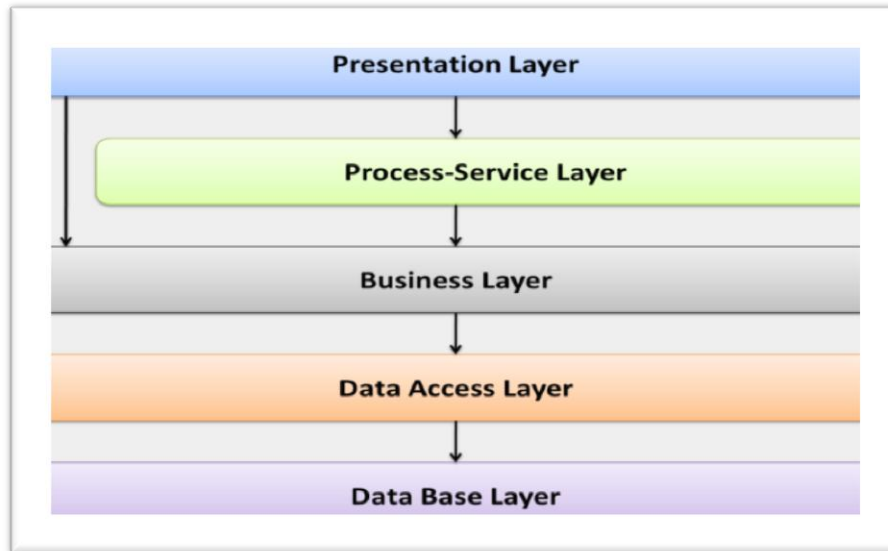 Presentation Layer
Process-Service Layer
Business Layer
Data Access Layer
Data Base Layer